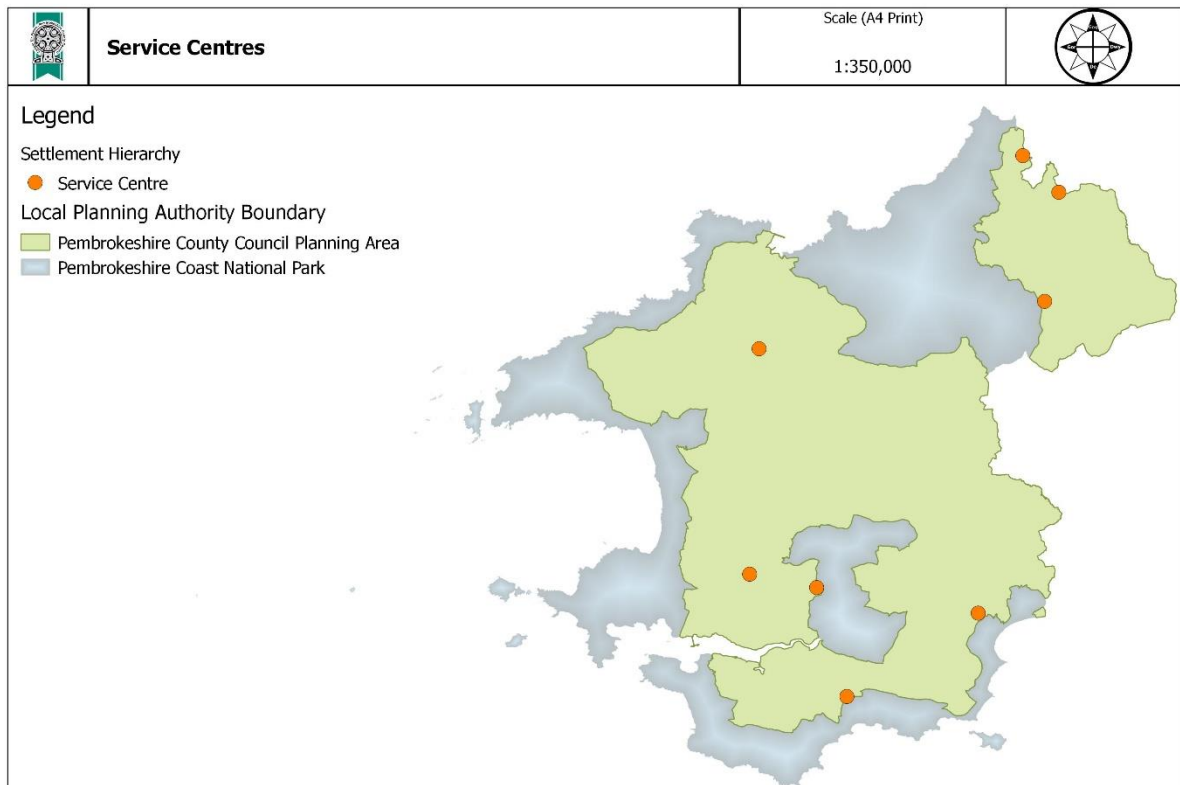 Service Centres
Scale (A4 Print)
1:350,000
Legend
Settlement Hierarchy
Service Centre
Local Planning Authority Boundary
Pembrokeshire County Council Planning Area
Pembrokeshire Coast National Park